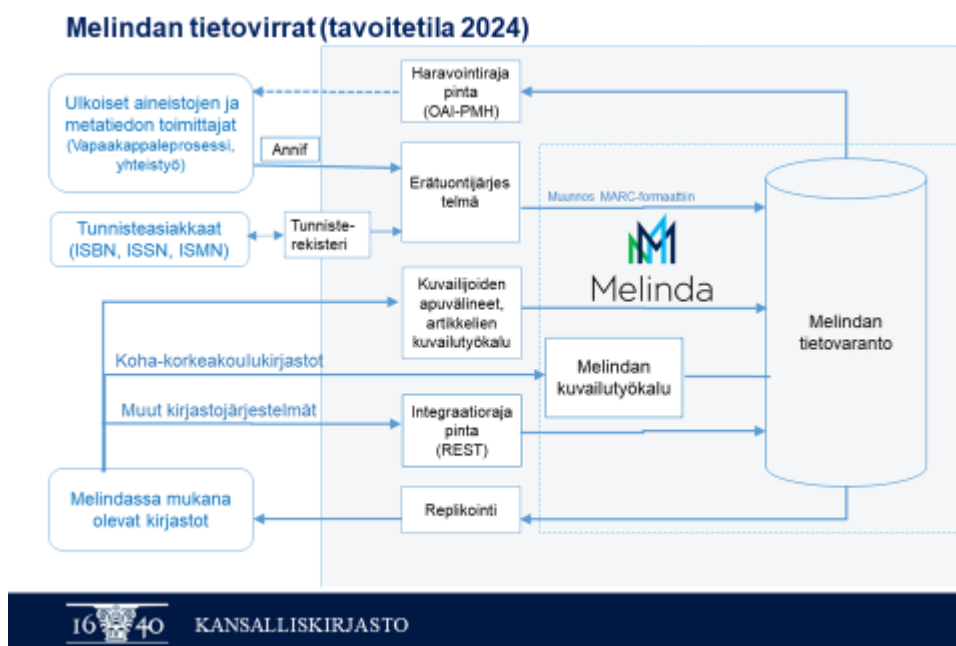 Melindan tietovirrat (tavoitetila 2024)
Haravointiraja
pinta
(OAI-PMH)
Ulkoiset aineistojen ja
metatiedon toimittajat
(Vapaakappaleprosessi,
yhteistyö)
Annif
Erätuontijärjes
telmä
Muunnos MARC-formaattiin
Tunnisteasiakkaat
(ISBN, ISSN, ISMN)
Tunniste-
rekisteri
Melinda
Kuvailijoiden
apuvälineet,
artikkelien
kuvailutyökalu
Melindan
tietovaranto
Koha-korkeakoulukirjastot
Melindan
kuvailutyökalu
Muut kirjastojärjestelmät
Integraatioraja
pinta
(REST)
Melindassa mukana
olevat kirjastot
Replikointi
1640 KANSALLISKIRJASTO